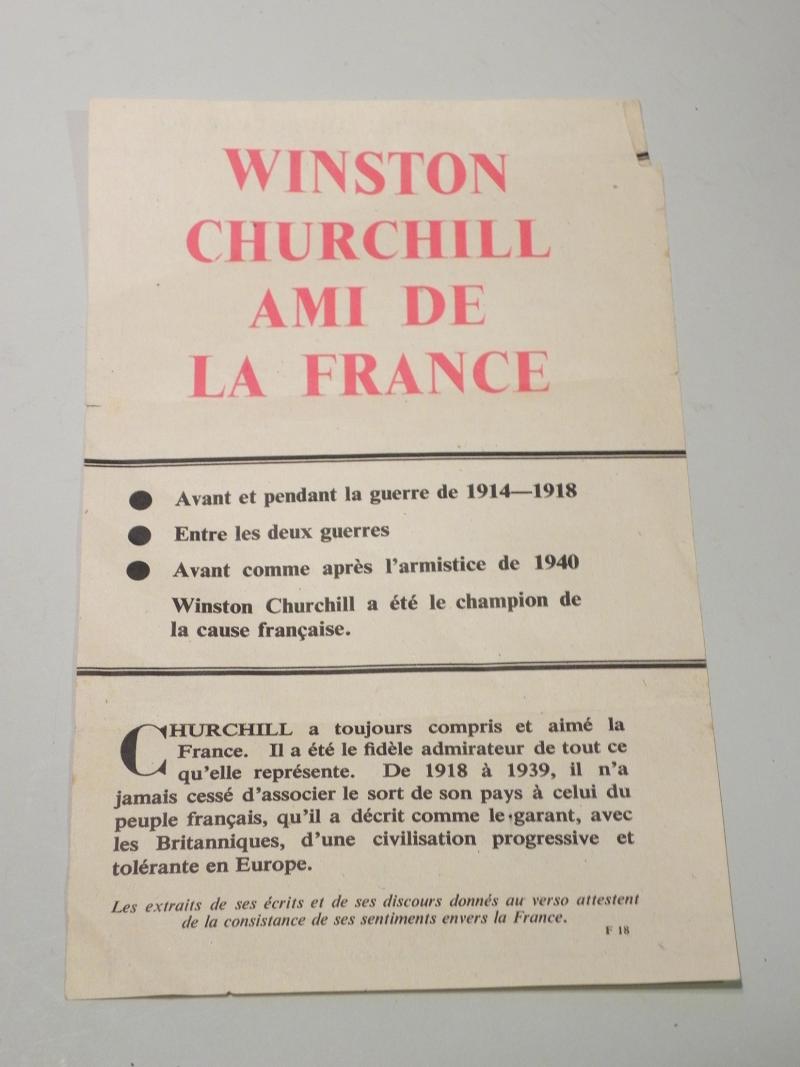 WINSTON
CHURCHILL
AMI DE
LA FRANCE
● Avant et pendant la guerre de 1914—1918
● Entre les deux guerres
● Avant comme après l'armistice de 1940
Winston Churchill a été le champion de
la cause française.
CHURCHILL a toujours compris et aimé la
France. Il a été le fidèle admirateur de tout ce
qu'elle représente. De 1918 à 1939, il n'a
jamais cessé d'associer le sort de son pays à celui du
peuple français, qu'il a décrit comme le garant, avec
les Britanniques, d'une civilisation progressive et
tolérante en Europe.
Les extraits de ses écrits et de ses discours donnés au verso attestent
de la consistance de ses sentiments envers la France.
F 18